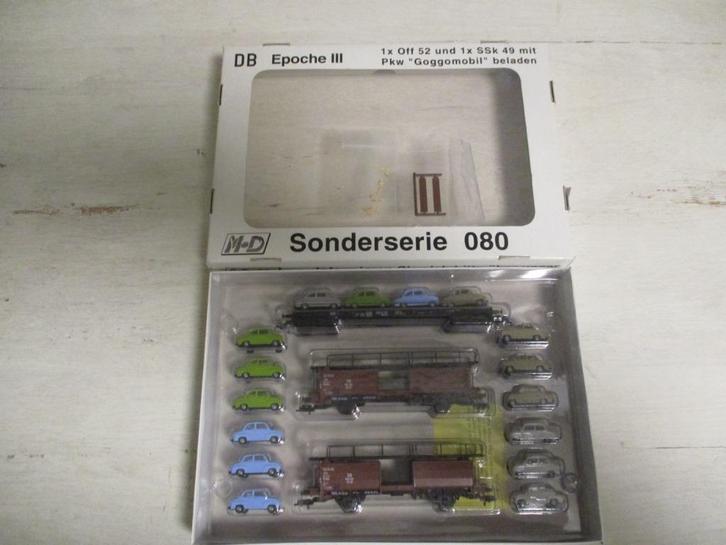 DB Epoche III
1x Off 52 und 1x SSk 49 mit
Pkw "Goggomobil" beladen
M+D Sonderserie 080